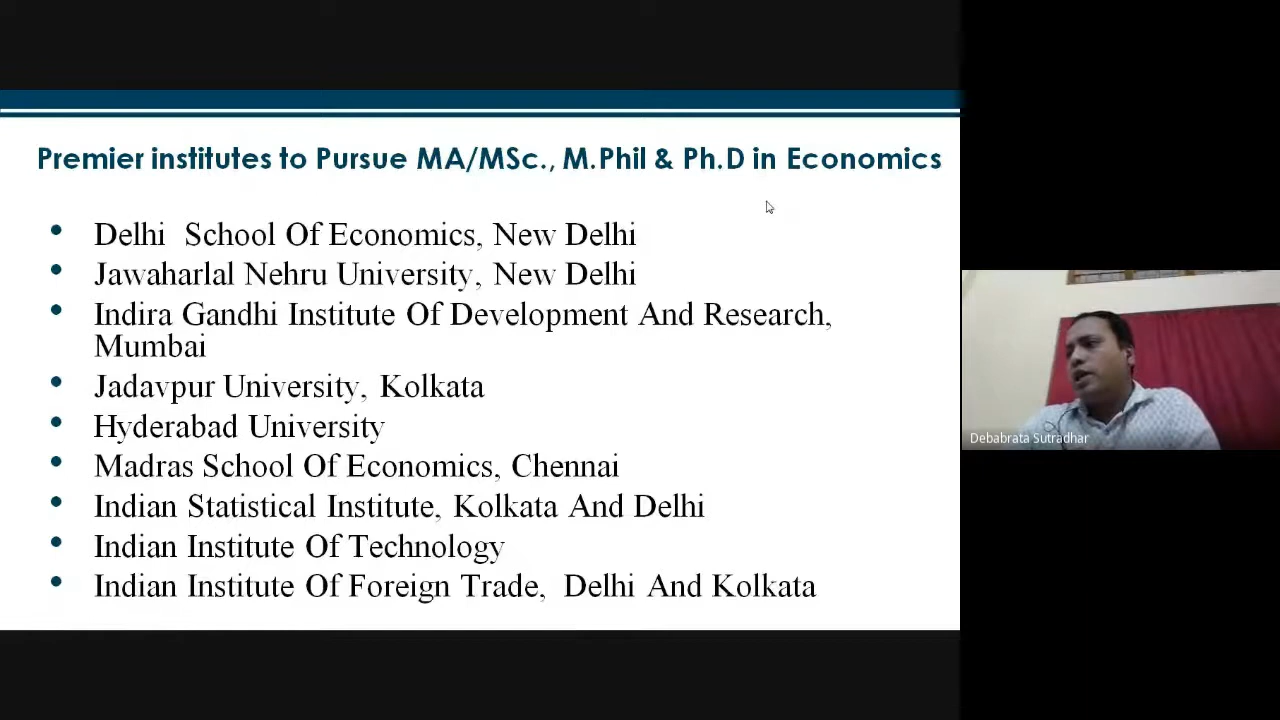 Premier institutes to Pursue MA/MSc., M.Phil & Ph.D in Economics
• Delhi School Of Economics, New Delhi
• Jawaharlal Nehru University, New Delhi
• Indira Gandhi Institute Of Development And Research,
Mumbai
• Jadavpur University, Kolkata
• Hyderabad University
• Madras School Of Economics, Chennai
• Indian Statistical Institute, Kolkata And Delhi
• Indian Institute Of Technology
• Indian Institute Of Foreign Trade, Delhi And Kolkata
Debabrata Sutradhar